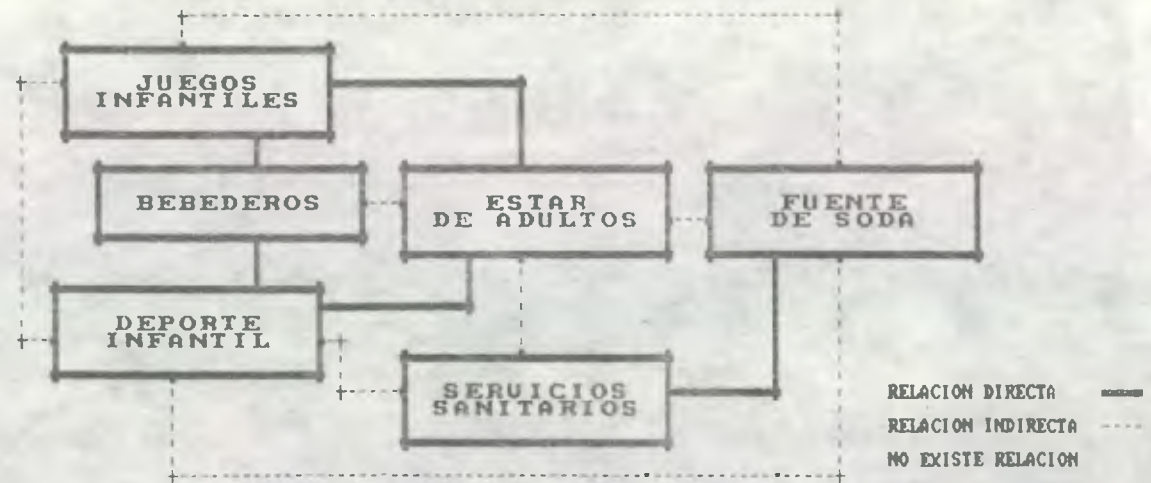 JUEGOS
INFANTILES
BEBEDEROS
ESTAR
DE ADULTOS
FUENTE
DE SODA
DEPORTE
INFANTIL
SERVICIOS
SANITARIOS
RELACION DIRECTA
RELACION INDIRECTA
NO EXISTE RELACION